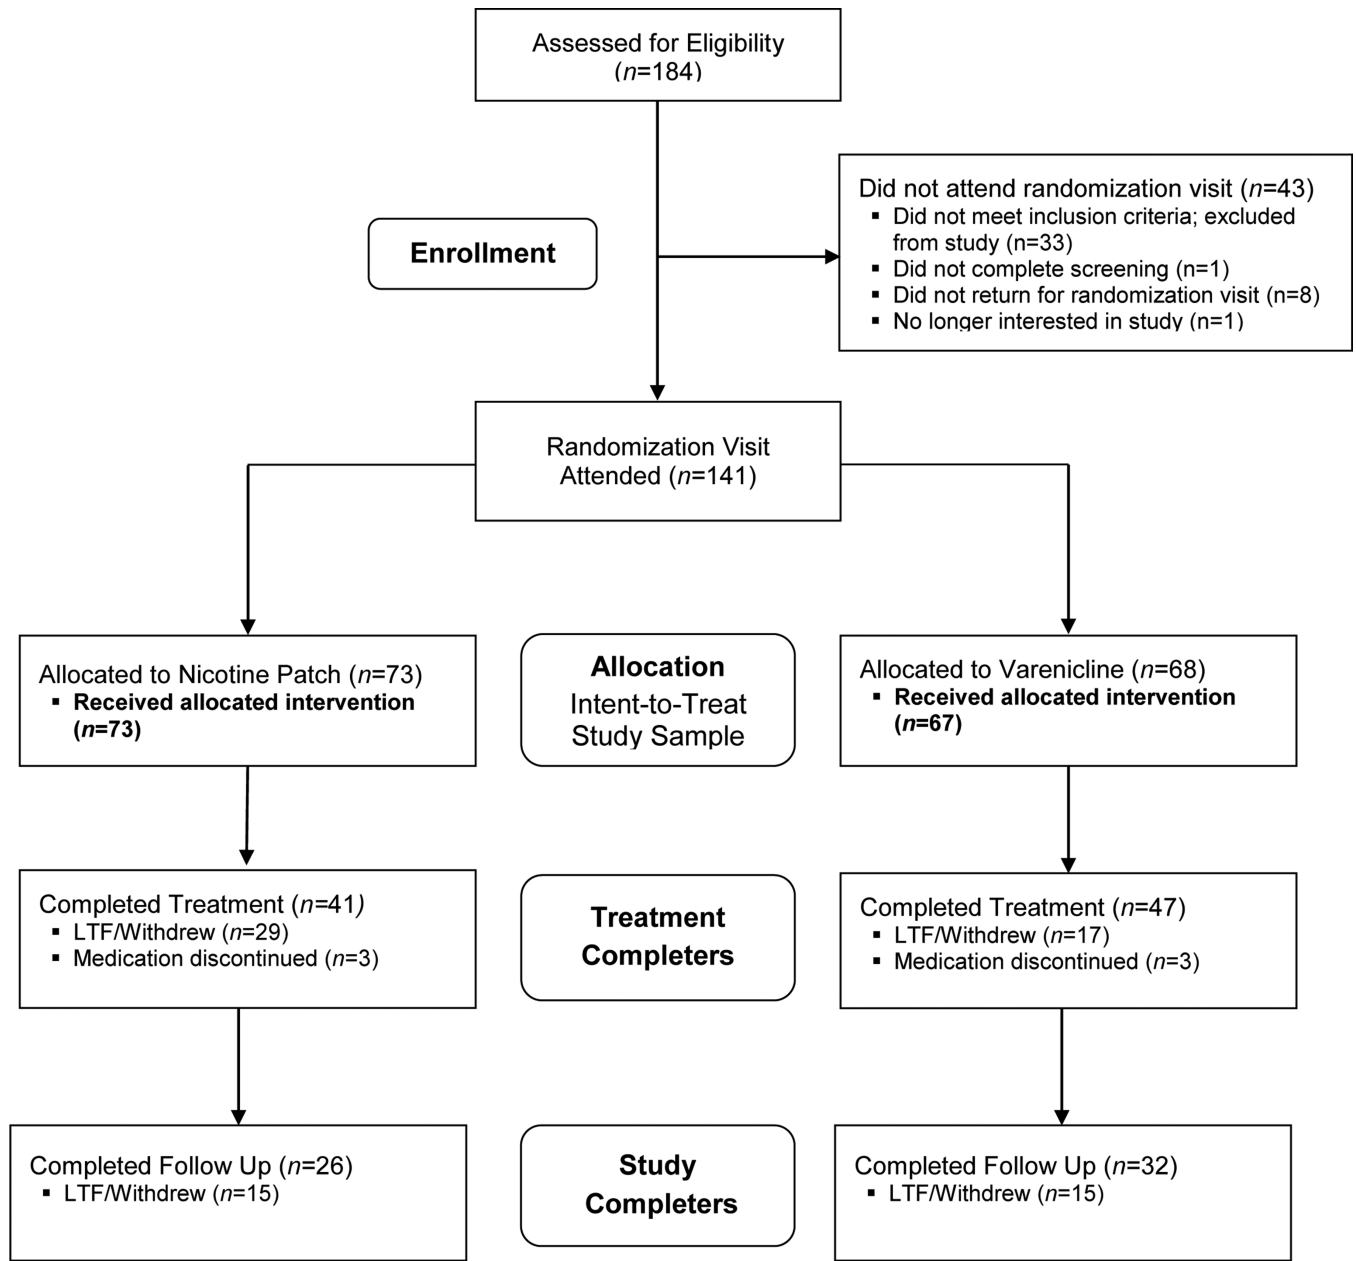 Assessed for Eligibility
(n=184)
Did not attend randomization visit (n=43)
▪ Did not meet inclusion criteria; excluded
from study (n=33)
▪ Did not complete screening (n=1)
▪ Did not return for randomization visit (n=8)
▪ No longer interested in study (n=1)
Enrollment
Randomization Visit
Attended (n=141)
Allocated to Nicotine Patch (n=73)
▪ Received allocated intervention
(n=73)
Allocation
Intent-to-Treat
Study Sample
Allocated to Varenicline (n=68)
▪ Received allocated intervention
(n=67)
Completed Treatment (n=41)
▪ LTF/Withdrew (n=29)
▪ Medication discontinued (n=3)
Treatment
Completers
Completed Treatment (n=47)
▪ LTF/Withdrew (n=17)
▪ Medication discontinued (n=3)
Completed Follow Up (n=26)
▪ LTF/Withdrew (n=15)
Study
Completers
Completed Follow Up (n=32)
▪ LTF/Withdrew (n=15)